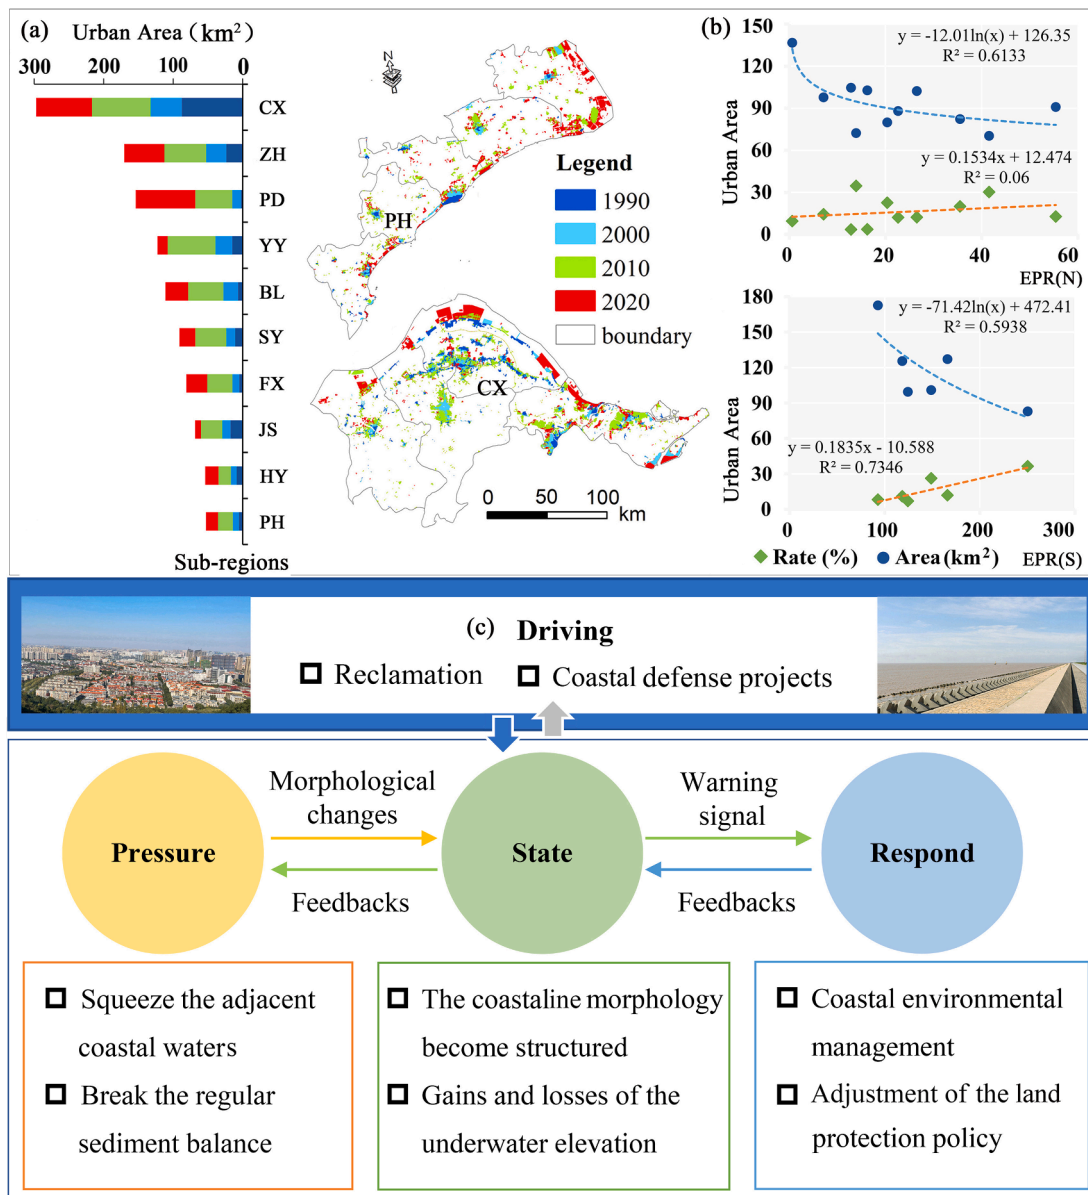 (a)
Urban Area（km²）
300 200 100 0
CX
ZH
PD
YY
BL
SY
FX
JS
HY
PH
Sub-regions
N
PH
CX
Legend
1990
2000
2010
2020
boundary
0 50 100
km
(b)
Urban Area
150
120
90
60
30
0
y = -12.01ln(x) + 126.35
R² = 0.6133
y = 0.1534x + 12.474
R² = 0.06
0 20 40 60
EPR(N)
Urban Area
180
150
120
90
60
30
0
y = -71.42ln(x) + 472.41
R² = 0.5938
y = 0.1835x - 10.588
R² = 0.7346
0 100 200 300
Rate (%) Area (km²) EPR(S)
(c) Driving
Reclamation Coastal defense projects
Morphological
changes
Warning
signal
Pressure State Respond
Feedbacks Feedbacks
Squeeze the adjacent
coastal waters
Break the regular
sediment balance
The coastaline morphology
become structured
Gains and losses of the
underwater elevation
Coastal environmental
management
Adjustment of the land
protection policy